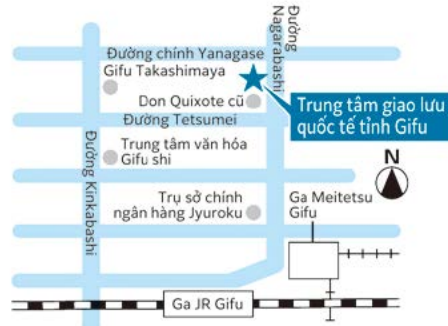 Đường chính Yanagase
Đường
Nagarabashi
Gifu Takashimaya
Don Quixote cũ
Trung tâm giao lưu
quốc tế tỉnh Gifu
Đường Tetsumei
Trung tâm văn hóa
Gifu shi
Đường Kinkabashi
N
Trụ sở chính
ngân hàng Jyuroku
Ga Meitetsu
Gifu
Ga JR Gifu